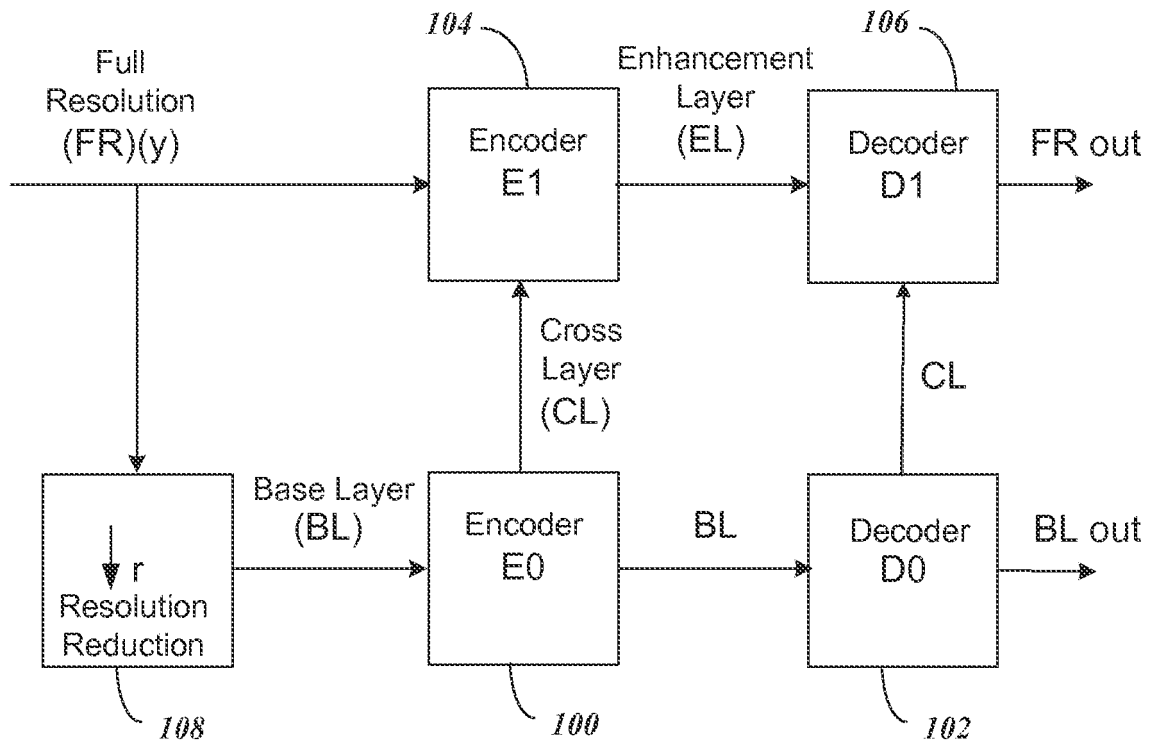 104
106
Full
Resolution
(FR)(y)
Encoder
E1
Enhancement
Layer
(EL)
Decoder
D1
FR out
Cross
Layer
(CL)
CL
r
Resolution
Reduction
Base Layer
(BL)
Encoder
E0
BL
Decoder
D0
BL out
108
100
102